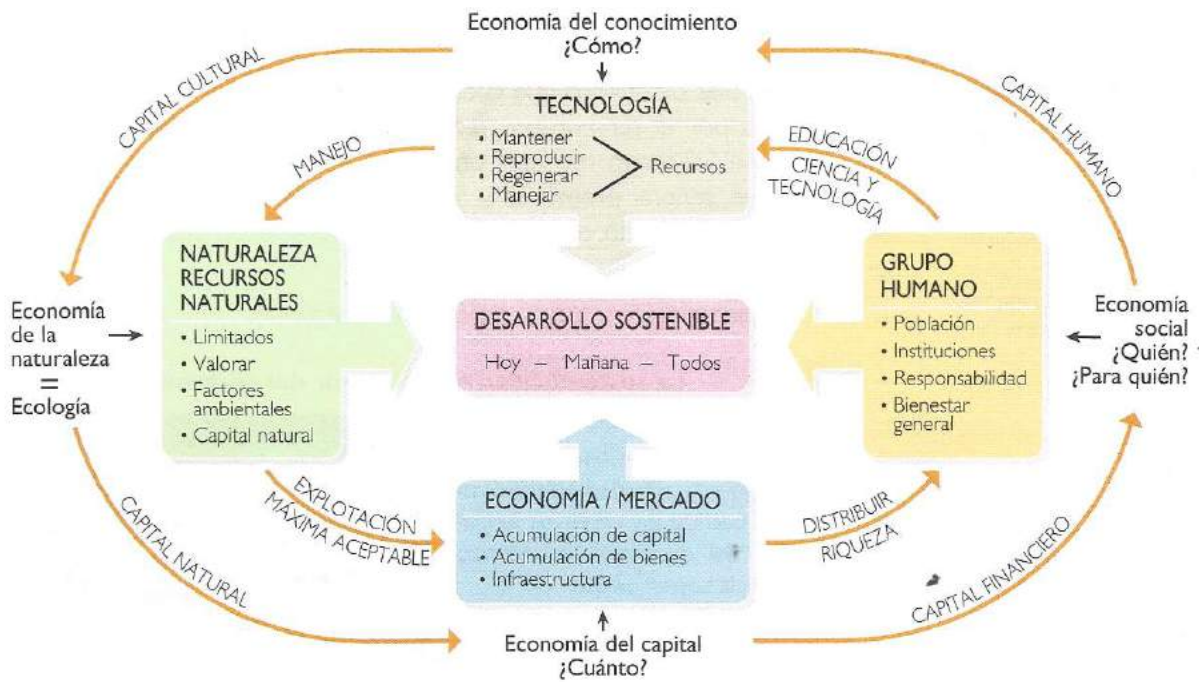 Economía del conocimiento
¿Cómo?
CAPITAL CULTURAL
CAPITAL HUMANO
TECNOLOGÍA
• Mantener
• Reproducir
• Regenerar
• Manejar
Recursos
MANEJO
EDUCACIÓN
CIENCIA Y
TECNOLOGÍA
NATURALEZA
RECURSOS
NATURALES
• Limitados
• Valorar
• Factores
ambientales
• Capital natural
Economía
de la
naturaleza
=
Ecología
DESARROLLO SOSTENIBLE
Hoy – Mañana – Todos
GRUPO
HUMANO
• Población
• Instituciones
• Responsabilidad
• Bienestar
general
Economía
social
¿Quién?
¿Para quién?
EXPLOTACIÓN
MÁXIMA ACEPTABLE
ECONOMÍA / MERCADO
• Acumulación de capital
• Acumulación de bienes
• Infraestructura
DISTRIBUIR
RIQUEZA
CAPITAL NATURAL
CAPITAL FINANCIERO
Economía del capital
¿Cuánto?